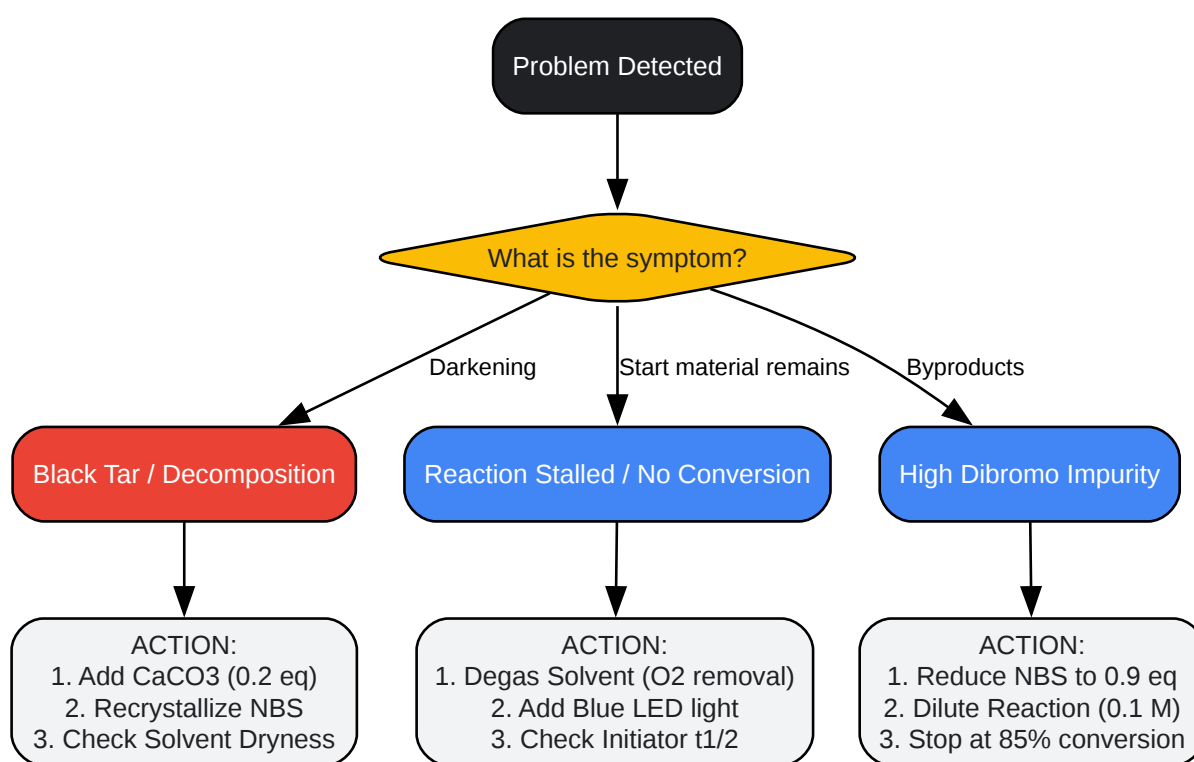 Problem Detected
What is the symptom?
Darkening
Start material remains
Byproducts
Black Tar / Decomposition
Reaction Stalled / No Conversion
High Dibromo Impurity
ACTION:
1. Add CaCO3 (0.2 eq)
2. Recrystallize NBS
3. Check Solvent Dryness
ACTION:
1. Degas Solvent (O2 removal)
2. Add Blue LED light
3. Check Initiator t1/2
ACTION:
1. Reduce NBS to 0.9 eq
2. Dilute Reaction (0.1 M)
3. Stop at 85% conversion